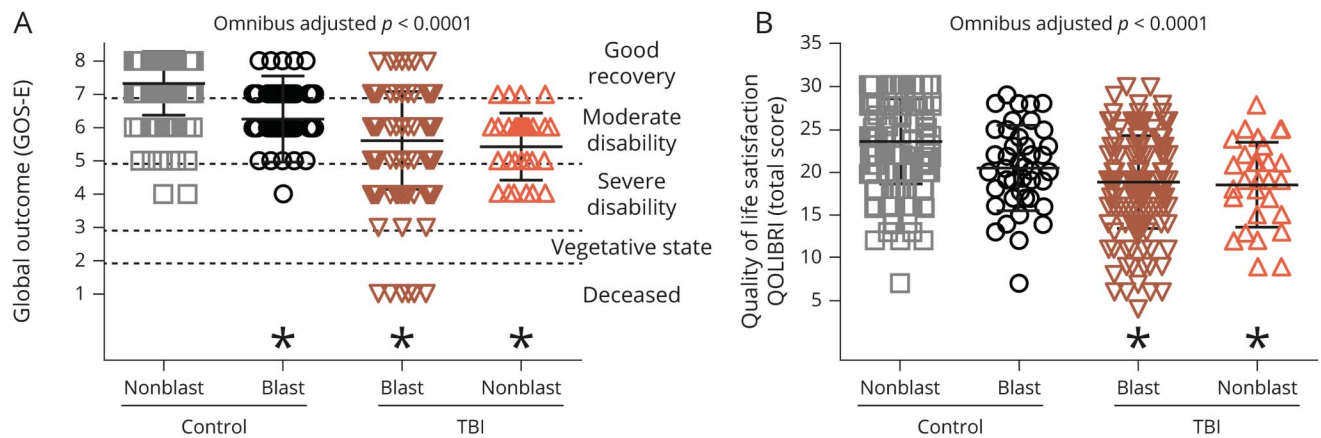 A
Omnibus adjusted p < 0.0001
Global outcome (GOS-E)
8
7
6
5
4
3
2
1
Good
recovery
Moderate
disability
Severe
disability
Vegetative state
Deceased
* * *
Nonblast Blast Blast Nonblast
Control TBI
B
Omnibus adjusted p < 0.0001
Quality of life satisfaction
QOLIBRI (total score)
35
30
25
20
15
10
5
* *
Nonblast Blast Blast Nonblast
Control TBI